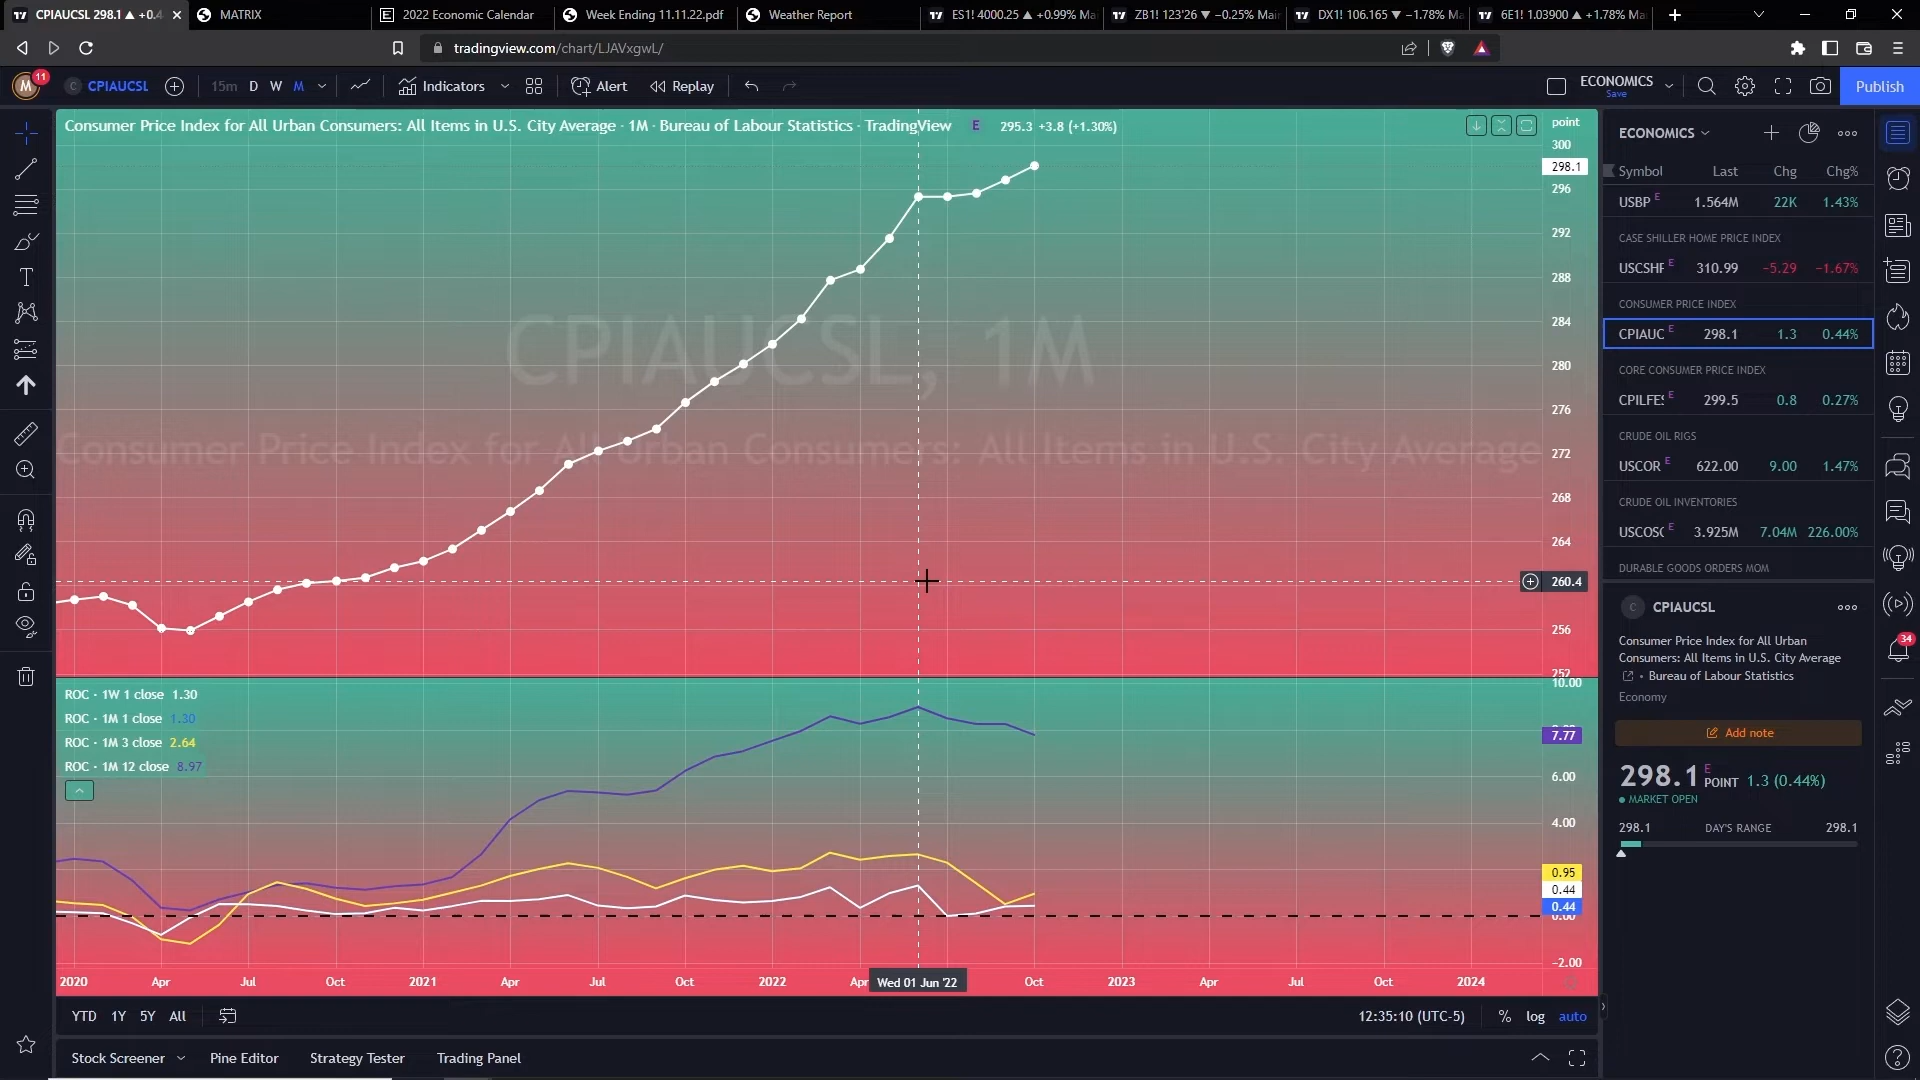 CPIAUCSL 298.1 ▲ +0.4
MATRIX
2022 Economic Calendar
Week Ending 11.11.22.pdf
Weather Report
ES1! 4000.25 ▲ +0.99% Ma
ZB1! 123'26 ▼ −0.25% Mair
DX1! 106.165 ▼ −1.78% M
6E1! 1.03900 ▲ +1.78% Ma
tradingview.com/chart/LJAVxgwL/
M
11
C
CPIAUCSL
15m D W M
Indicators
Alert
Replay
ECONOMICS
Save
Publish
Consumer Price Index for All Urban Consumers: All Items in U.S. City Average · 1M · Bureau of Labour Statistics · TradingView E 295.3 +3.8 (+1.30%)
point
300
298.1
296
292
288
284
280
276
272
268
264
260.4
256
252
CPIAUCSL, 1M
Consumer Price Index for All Urban Consumers: All Items in U.S. City Average
ROC · 1W 1 close 1.30
ROC · 1M 1 close 1.30
ROC · 1M 3 close 2.64
ROC · 1M 12 close 8.97
10.00
7.77
6.00
4.00
0.95
0.44
0.44
0.00
−2.00
2020 Apr Jul Oct 2021 Apr Jul Oct 2022 Apr Wed 01 Jun '22 Oct 2023 Apr Jul Oct 2024
YTD 1Y 5Y All
12:35:10 (UTC-5)
% log auto
Stock Screener
Pine Editor
Strategy Tester
Trading Panel
ECONOMICS
Symbol Last Chg Chg%
USBP E 1.564M 22K 1.43%
CASE SHILLER HOME PRICE INDEX
USCSHF E 310.99 −5.29 −1.67%
CONSUMER PRICE INDEX
CPIAUC E 298.1 1.3 0.44%
CORE CONSUMER PRICE INDEX
CPILFES E 299.5 0.8 0.27%
CRUDE OIL RIGS
USCOR E 622.00 9.00 1.47%
CRUDE OIL INVENTORIES
USCOSC E 3.925M 7.04M 226.00%
DURABLE GOODS ORDERS MOM
C
CPIAUCSL
Consumer Price Index for All Urban
Consumers: All Items in U.S. City Average
Bureau of Labour Statistics
Economy
Add note
298.1 E POINT 1.3 (0.44%)
MARKET OPEN
298.1 DAY'S RANGE 298.1
34